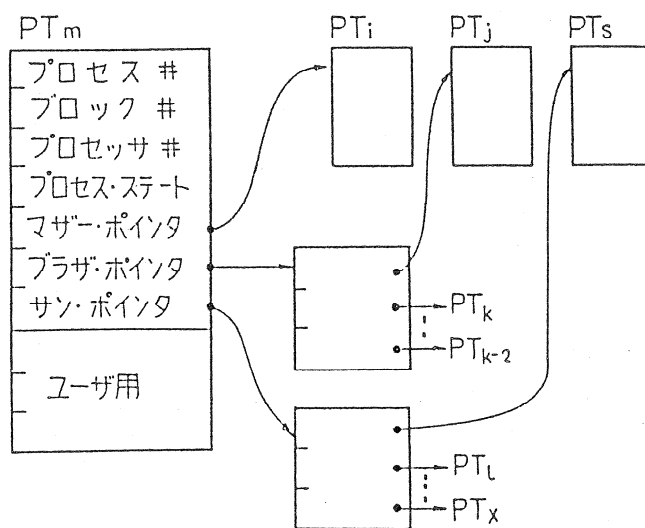 PTm
プロセス #
ブロック #
プロセッサ #
プロセス・ステート
マザー・ポインタ
ブラザ・ポインタ
サン・ポインタ
ユーザ用
PTi
PTj
PTs
PTk
PTk-2
PTl
PTx